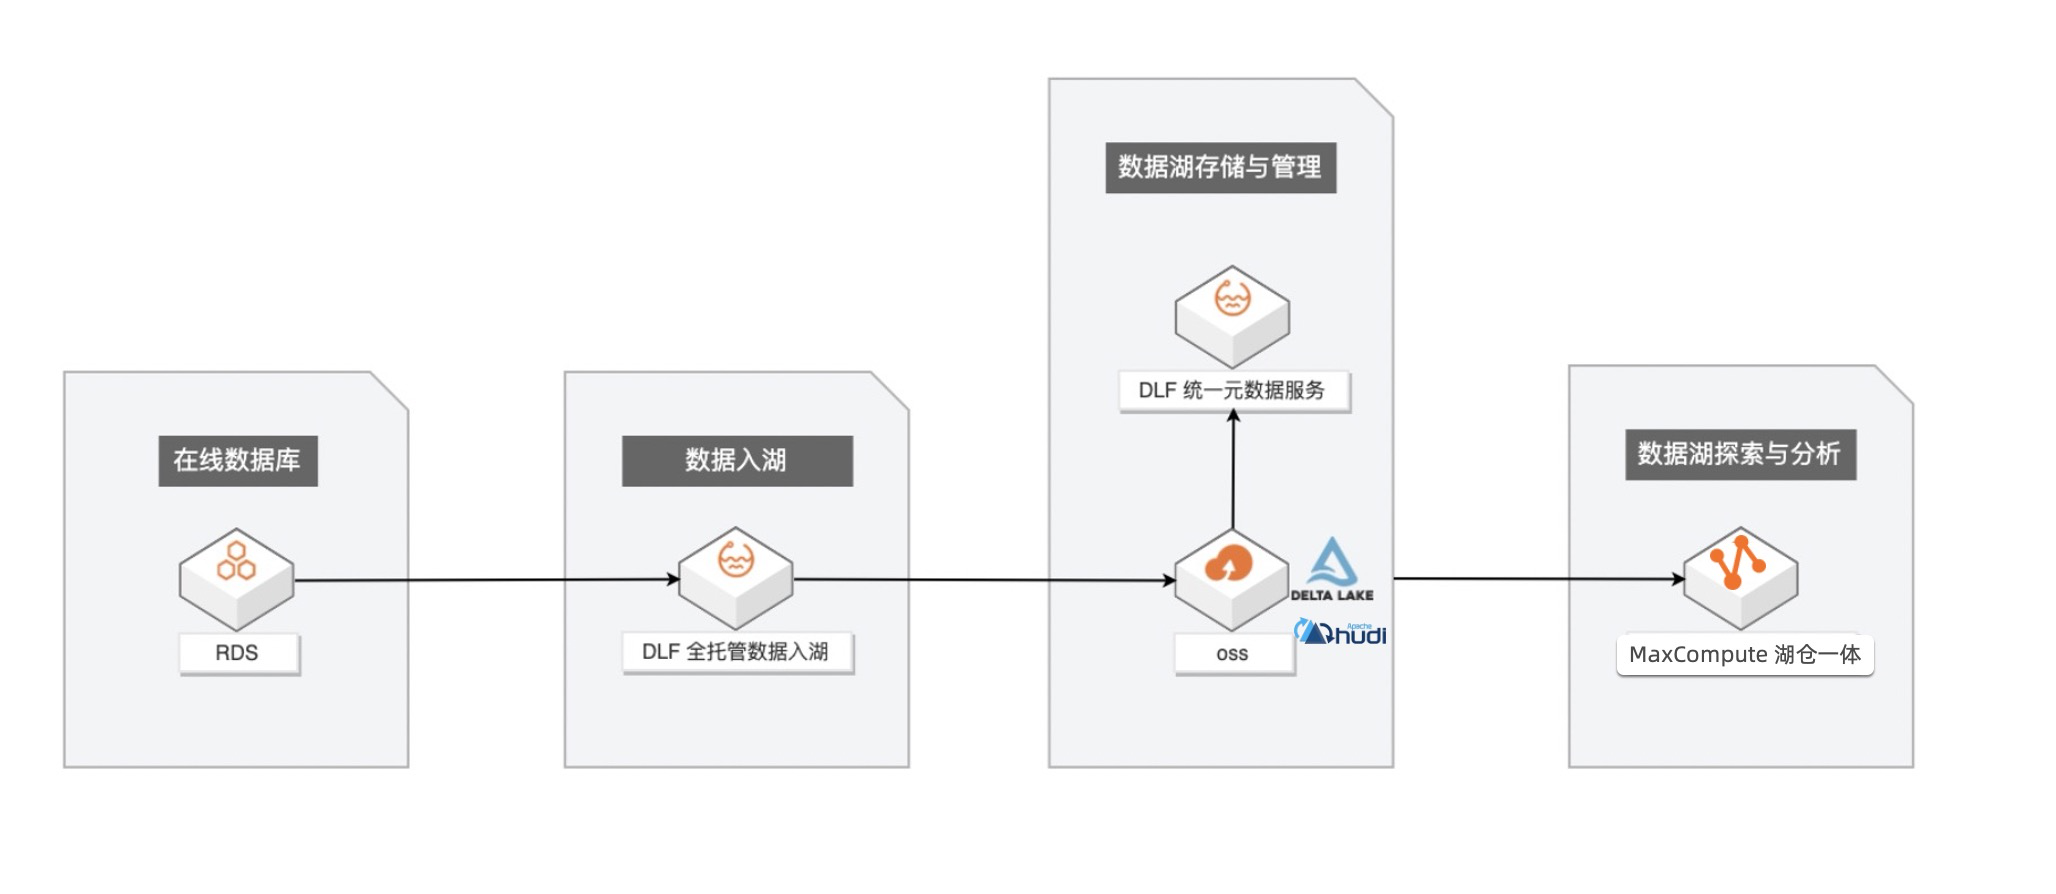 在线数据库
RDS
数据入湖
DLF 全托管数据入湖
数据湖存储与管理
DLF 统一元数据服务
oss
DELTA LAKE
Apache
hudi
数据湖探索与分析
MaxCompute 湖仓一体